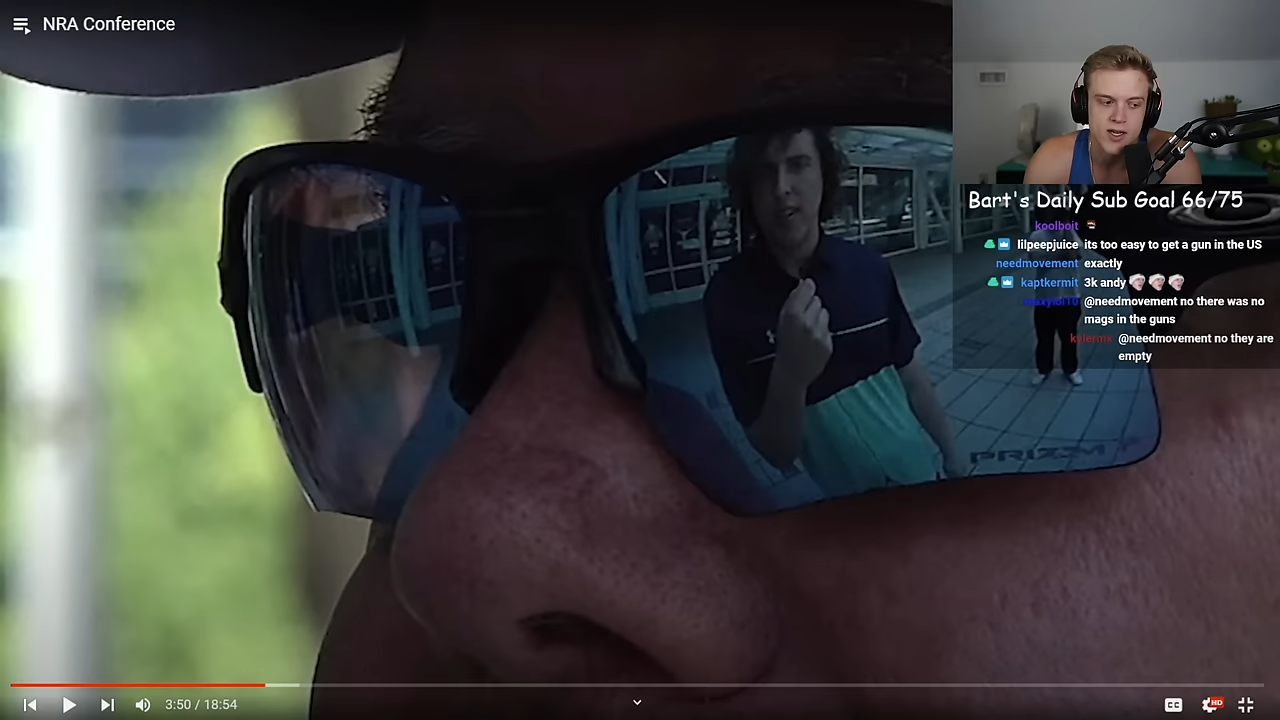 NRA Conference
Bart's Daily Sub Goal 66/75
koolboit
lilpeepjuice its too easy to get a gun in the US
needmovement exactly
kaptkermit 3k andy
@needmovement no there was no
mags in the guns
@needmovement no they are
empty
PRIZM
3:50 / 18:54
CC
HD